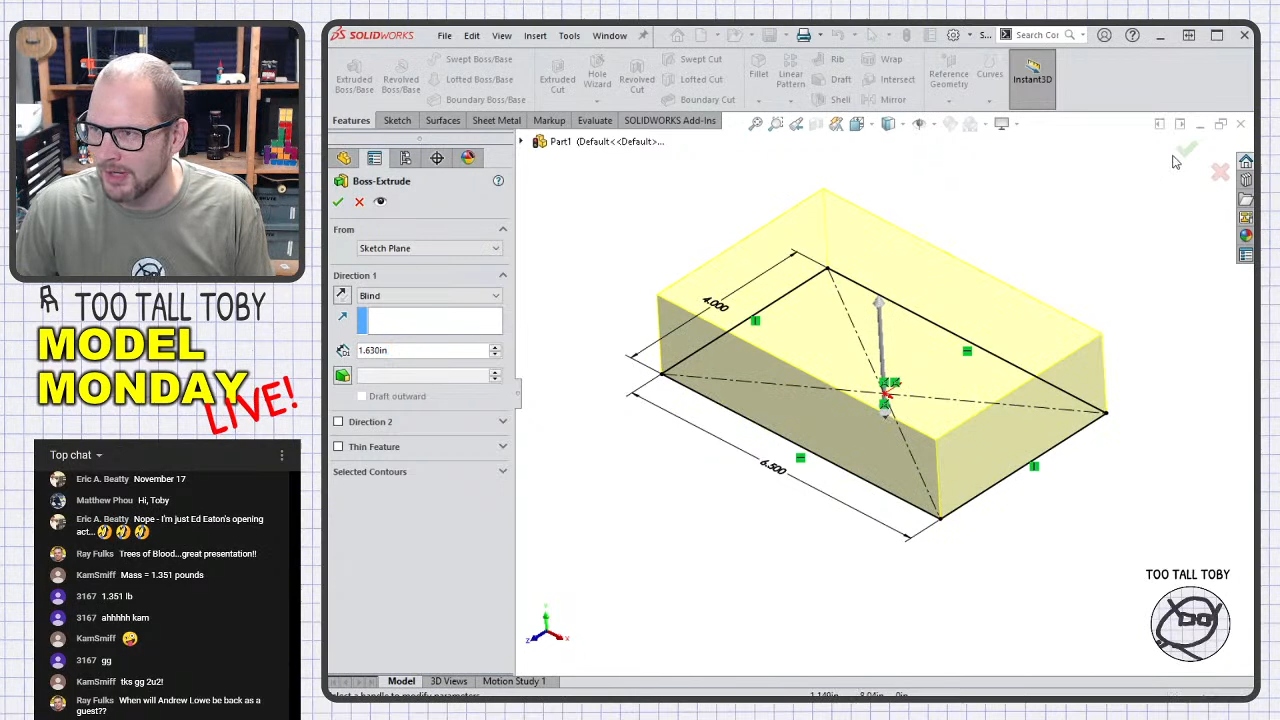 SOLIDWORKS File Edit View Insert Tools Window S... Search Cor
Extruded Boss/Base Revolved Boss/Base Swept Boss/Base Lofted Boss/Base Boundary Boss/Base Extruded Cut Hole Wizard Revolved Cut Swept Cut Lofted Cut Boundary Cut Fillet Linear Pattern Rib Draft Shell Wrap Intersect Mirror Reference Geometry Curves Instant3D
Features Sketch Surfaces Sheet Metal Markup Evaluate SOLIDWORKS Add-Ins
Part1 (Default<<Default>...
Boss-Extrude
From
Sketch Plane
Direction 1
Blind
1.630in
Draft outward
Direction 2
Thin Feature
Selected Contours
4.000
6.500
Model 3D Views Motion Study 1
TOO TALL TOBY
MODEL
MONDAY
LIVE!
Top chat
Eric A. Beatty November 17
Matthew Phou Hi, Toby
Eric A. Beatty Nope - I'm just Ed Eaton's opening
act...
Ray Fulks Trees of Blood...great presentation!!
KamSmiff Mass = 1.351 pounds
3167 1.351 lb
3167 ahhhhh kam
KamSmiff
3167 gg
KamSmiff tks gg 2u2!
Ray Fulks When will Andrew Lowe be back as a
guest??
TOO TALL TOBY